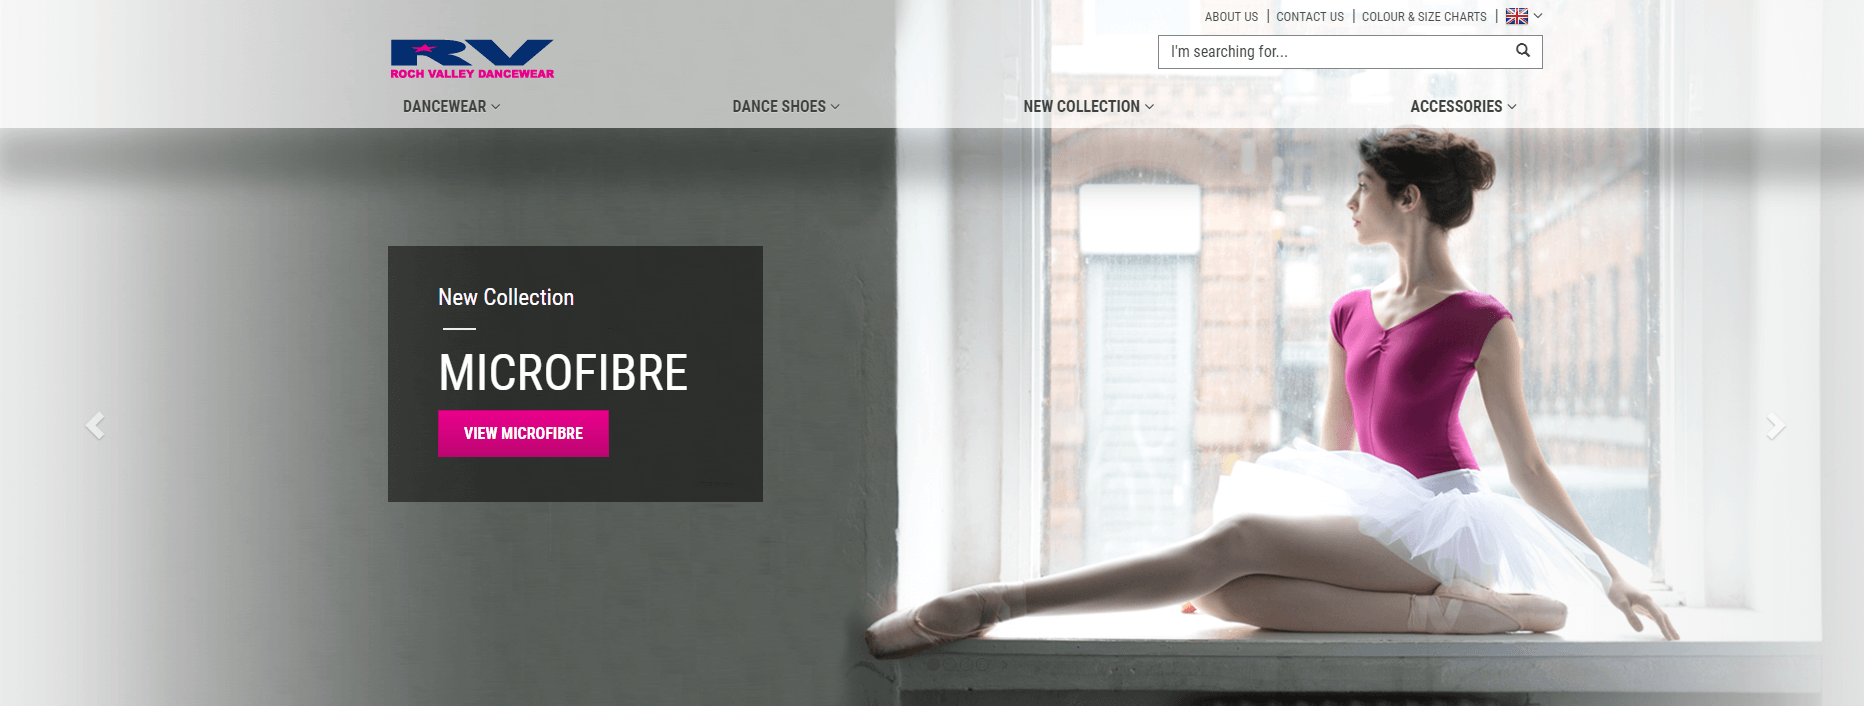 ABOUT US | CONTACT US | COLOUR & SIZE CHARTS |
I'm searching for...
RV
ROCH VALLEY DANCEWEAR
DANCEWEAR
DANCE SHOES
NEW COLLECTION
ACCESSORIES
New Collection
MICROFIBRE
VIEW MICROFIBRE